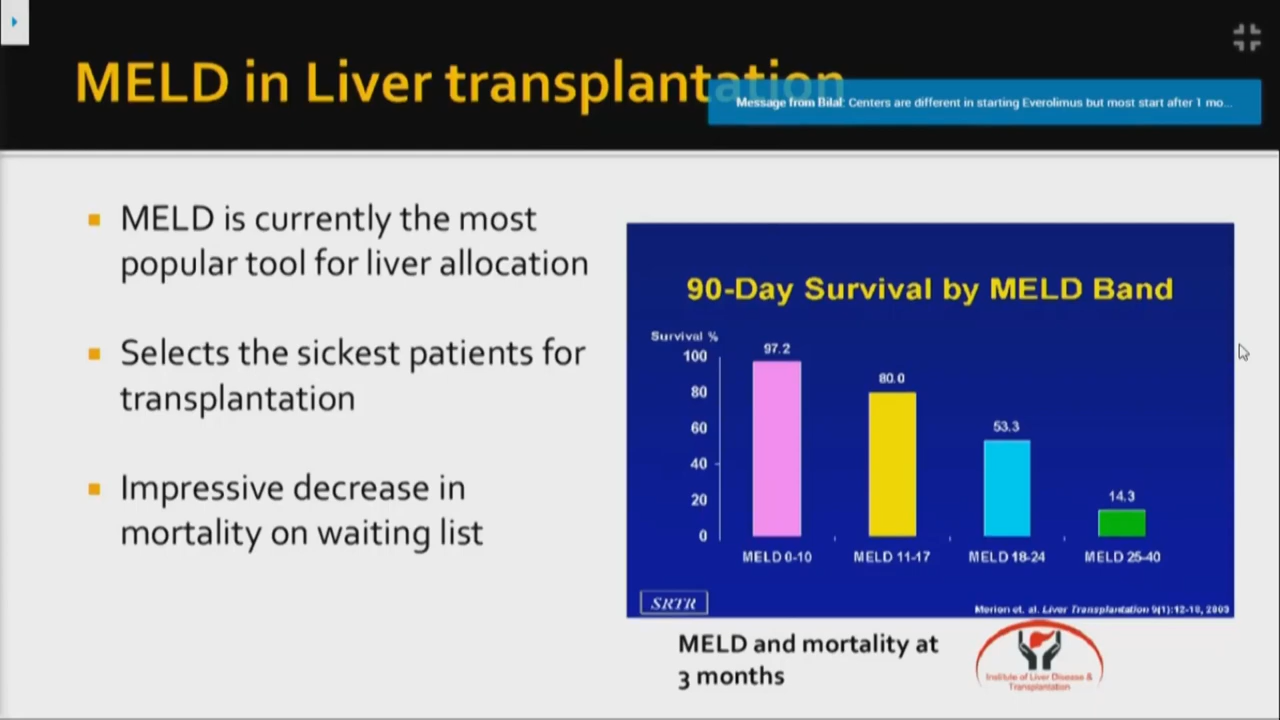 MELD in Liver transplantation
Message from Bilal: Centers are different in starting Everolimus but most start after 1 mo...
MELD is currently the most
popular tool for liver allocation
Selects the sickest patients for
transplantation
Impressive decrease in
mortality on waiting list
90-Day Survival by MELD Band
Survival %
100
80
60
40
20
0
97.2
80.0
53.3
14.3
MELD 0-10
MELD 11-17
MELD 18-24
MELD 25-40
SRTR
Merion et. al. Liver Transplantation 9(1):12-18, 2003
MELD and mortality at
3 months
Institute of Liver Disease &
Transplantation